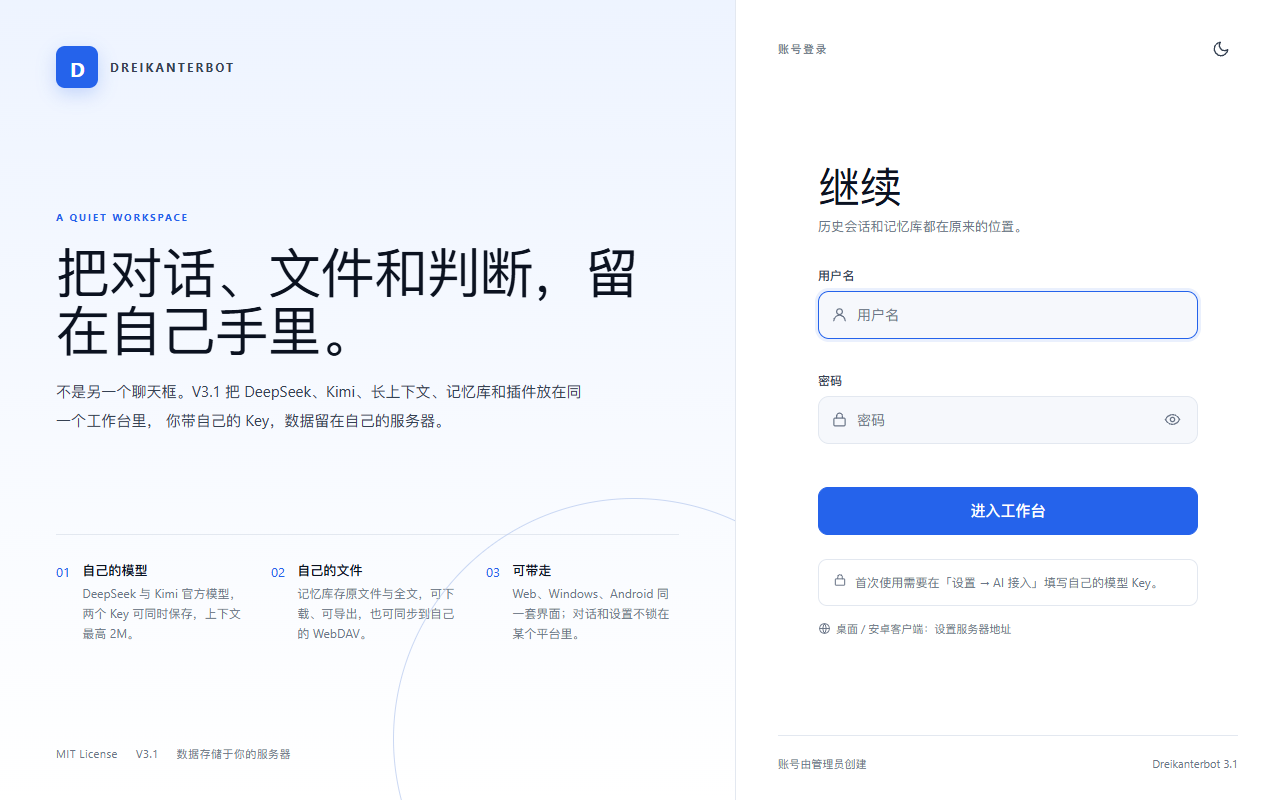 D
DREIKANTERBOT
A QUIET WORKSPACE
把对话、文件和判断，留
在自己手里。
不是另一个聊天框。V3.1 把 DeepSeek、Kimi、长上下文、记忆库和插件放在同
一个工作台里， 你带自己的 Key，数据留在自己的服务器。
01 自己的模型
DeepSeek 与 Kimi 官方模型，
两个 Key 可同时保存，上下文
最高 2M。
02 自己的文件
记忆库存原文件与全文，可下
载、可导出，也可同步到自己
的 WebDAV。
03 可带走
Web、Windows、Android 同
一套界面；对话和设置不锁在
某个平台里。
MIT License V3.1 数据存储于你的服务器
账号登录
继续
历史会话和记忆库都在原来的位置。
用户名
用户名
密码
密码
进入工作台
首次使用需要在「设置 → AI 接入」填写自己的模型 Key。
桌面 / 安卓客户端：设置服务器地址
账号由管理员创建
Dreikanterbot 3.1